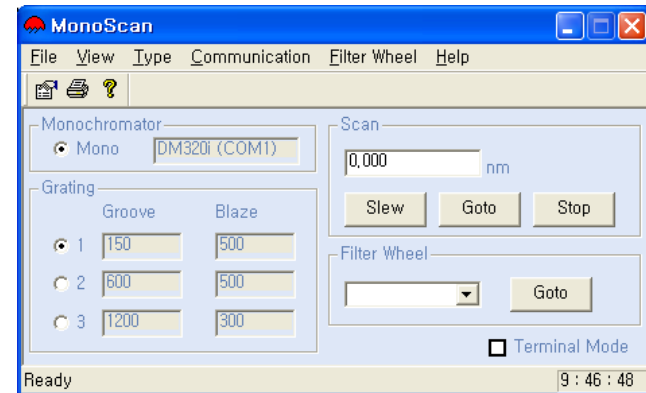 MonoScan
File View Type Communication Filter Wheel Help
Monochromator
Mono DM320i (COM1)
Grating
Groove Blaze
1 150 500
2 600 500
3 1200 300
Scan
0,000 nm
Slew Goto Stop
Filter Wheel
Goto
Terminal Mode
Ready 9 : 46 : 48